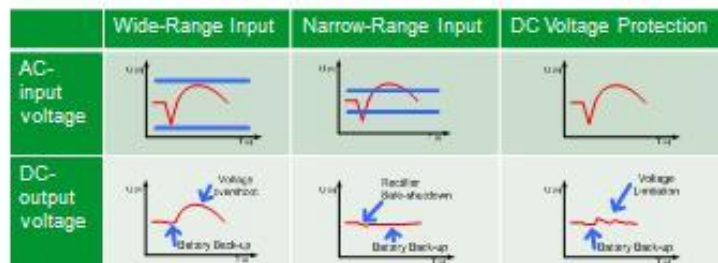 Wide-Range Input
Narrow-Range Input
DC Voltage Protection
AC-
input
voltage
DC-
output
voltage
Voltage
overshoot
Battery Back-up
Rectifier
Safe-shutdown
Battery Back-up
Voltage
Limitation
Battery Back-up